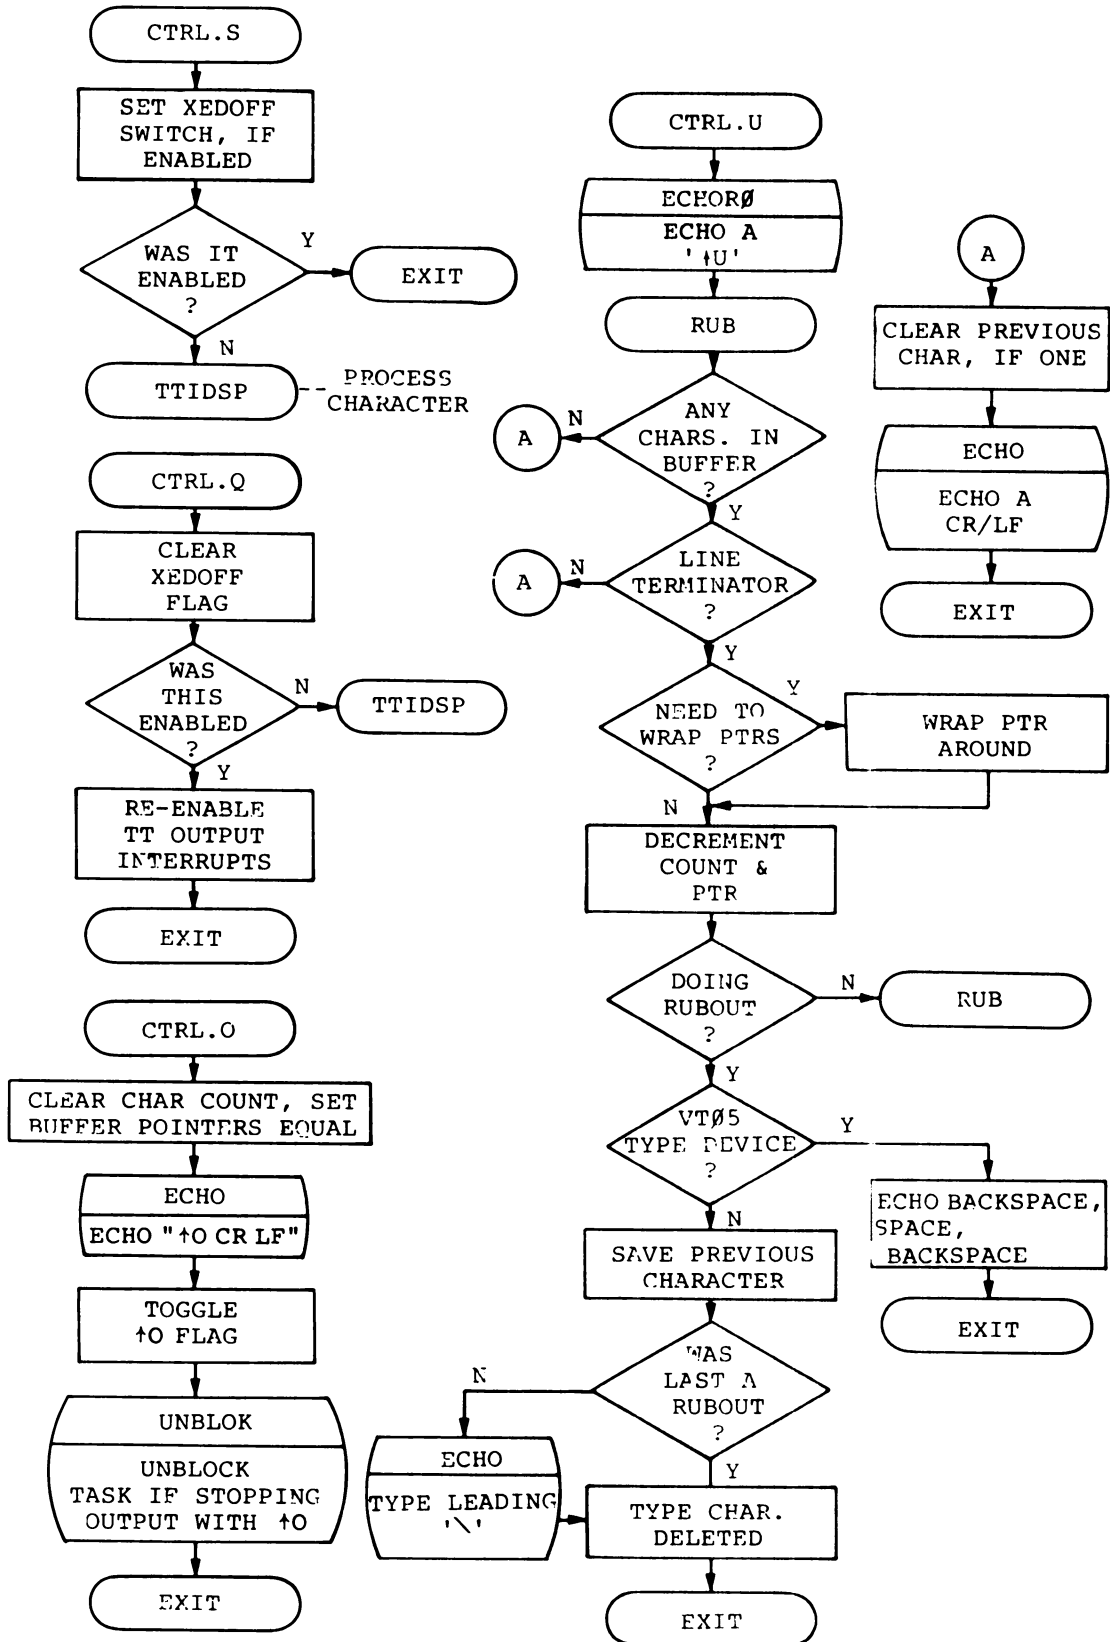 CTRL.S
SET XEDOFF
SWITCH, IF
ENABLED
WAS IT
ENABLED
?
Y
EXIT
N
TTIDSP
-- PROCESS
CHARACTER
CTRL.Q
CLEAR
XEDOFF
FLAG
WAS
THIS
ENABLED
?
N
TTIDSP
Y
RE-ENABLE
TT OUTPUT
INTERRUPTS
EXIT
CTRL.O
CLEAR CHAR COUNT, SET
BUFFER POINTERS EQUAL
ECHO
ECHO "↑O CR LF"
TOGGLE
↑O FLAG
UNBLOK
UNBLOCK
TASK IF STOPPING
OUTPUT WITH ↑O
EXIT
CTRL.U
ECHORØ
ECHO A
'↑U'
RUB
ANY
CHARS. IN
BUFFER
?
N
A
Y
LINE
TERMINATOR
?
N
A
Y
NEED TO
WRAP PTRS
?
Y
WRAP PTR
AROUND
N
DECREMENT
COUNT &
PTR
DOING
RUBOUT
?
N
RUB
Y
VTØ5
TYPE DEVICE
?
Y
ECHO BACKSPACE,
SPACE,
BACKSPACE
EXIT
N
SAVE PREVIOUS
CHARACTER
WAS
LAST A
RUBOUT
?
N
ECHO
TYPE LEADING
'\'
Y
TYPE CHAR.
DELETED
EXIT
A
CLEAR PREVIOUS
CHAR, IF ONE
ECHO
ECHO A
CR/LF
EXIT